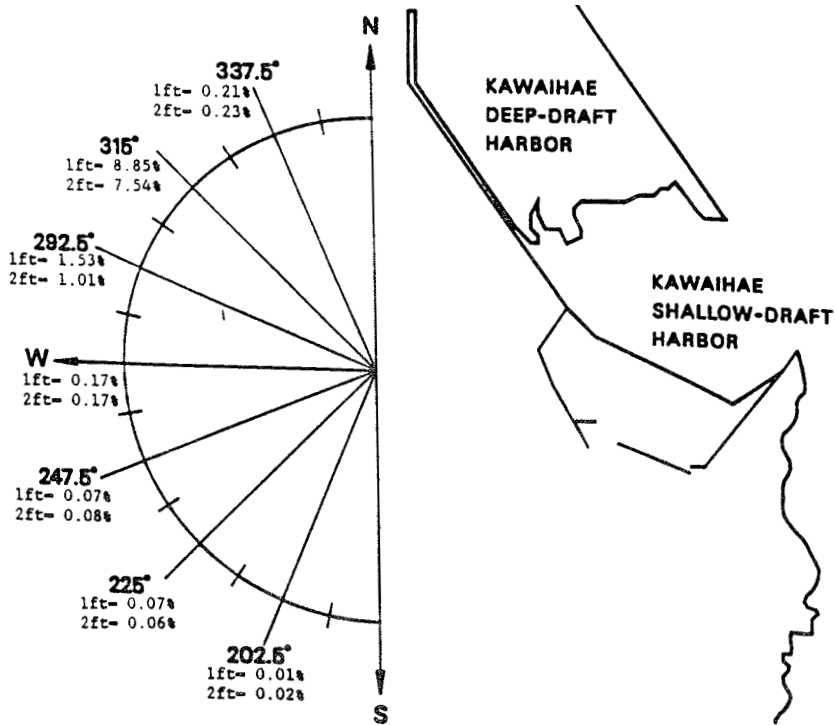 N
337.5°
1ft= 0.21%
2ft= 0.23%
315°
1ft= 8.85%
2ft= 7.54%
292.5°
1ft= 1.53%
2ft= 1.01%
W
1ft= 0.17%
2ft= 0.17%
247.5°
1ft= 0.07%
2ft= 0.08%
225°
1ft= 0.07%
2ft= 0.06%
202.5°
1ft= 0.01%
2ft= 0.02%
S
KAWAIHAE
DEEP-DRAFT
HARBOR
KAWAIHAE
SHALLOW-DRAFT
HARBOR